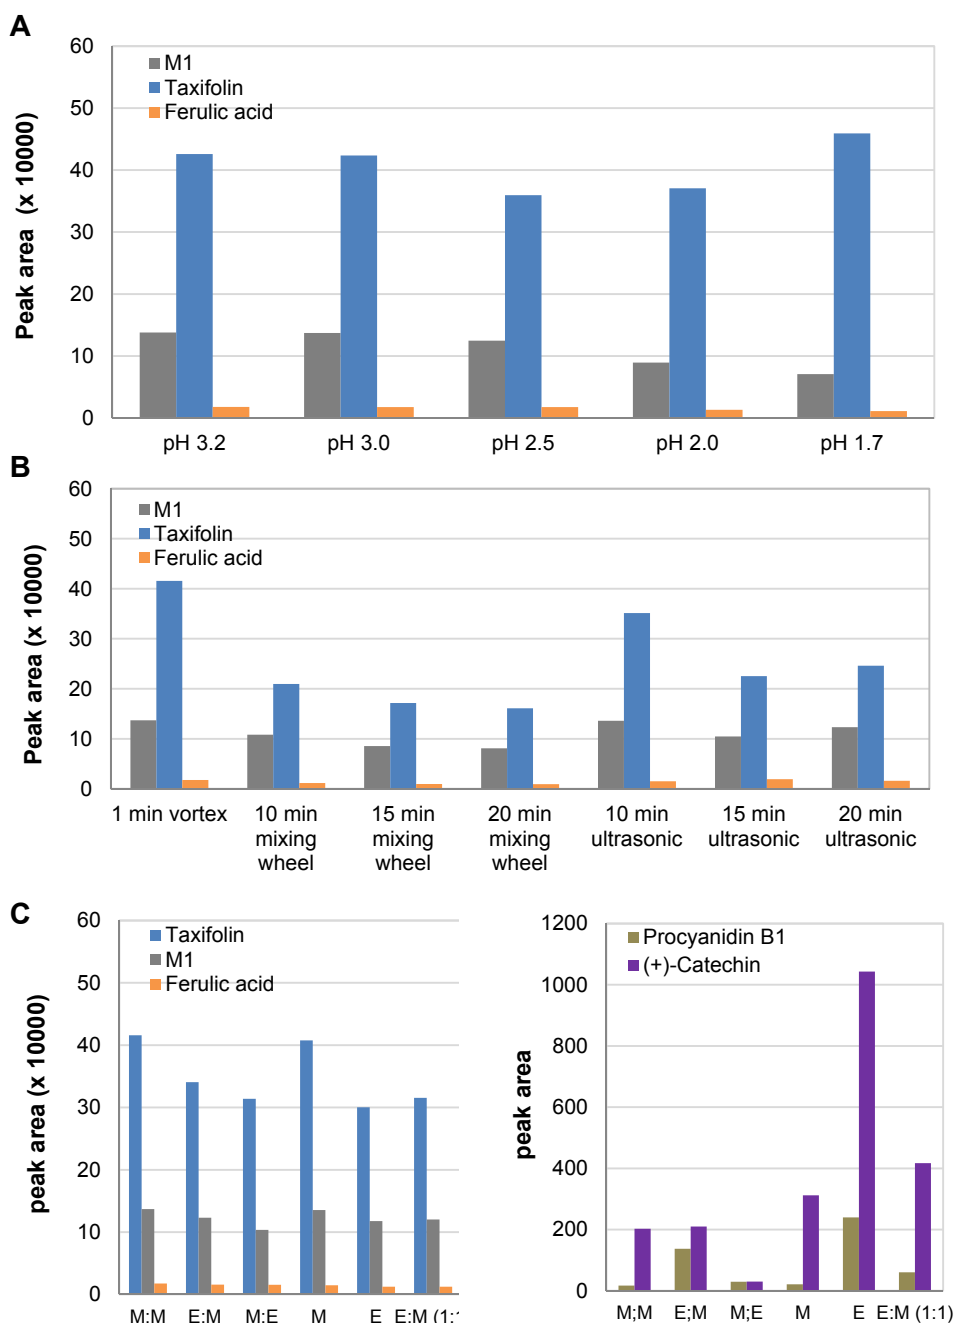 A
60
50
40
30
20
10
0
Peak area (x 10000)
M1
Taxifolin
Ferulic acid
pH 3.2 pH 3.0 pH 2.5 pH 2.0 pH 1.7
B
60
50
40
30
20
10
0
Peak area (x 10000)
M1
Taxifolin
Ferulic acid
1 min vortex 10 min 15 min 20 min 10 min 15 min 20 min
mixing mixing mixing ultrasonic ultrasonic ultrasonic
wheel wheel wheel
C
60
50
40
30
20
10
0
peak area (x 10000)
Taxifolin
M1
Ferulic acid
M:M E:M M:E M E E:M (1:1
1200
1000
800
600
400
200
0
peak area
Procyanidin B1
(+)-Catechin
M;M E;M M;E M E E:M (1:1)